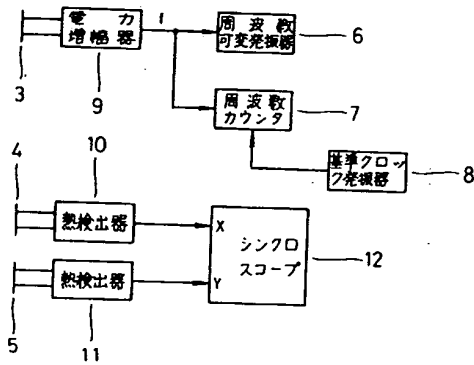 電力
増幅器
1
周波数
可変発振器
6
3
9
周波数
カウンタ
7
4
10
基準クロッ
ク発振器
8
熱検出器
X
シンクロ
スコープ
12
熱検出器
Y
5
11